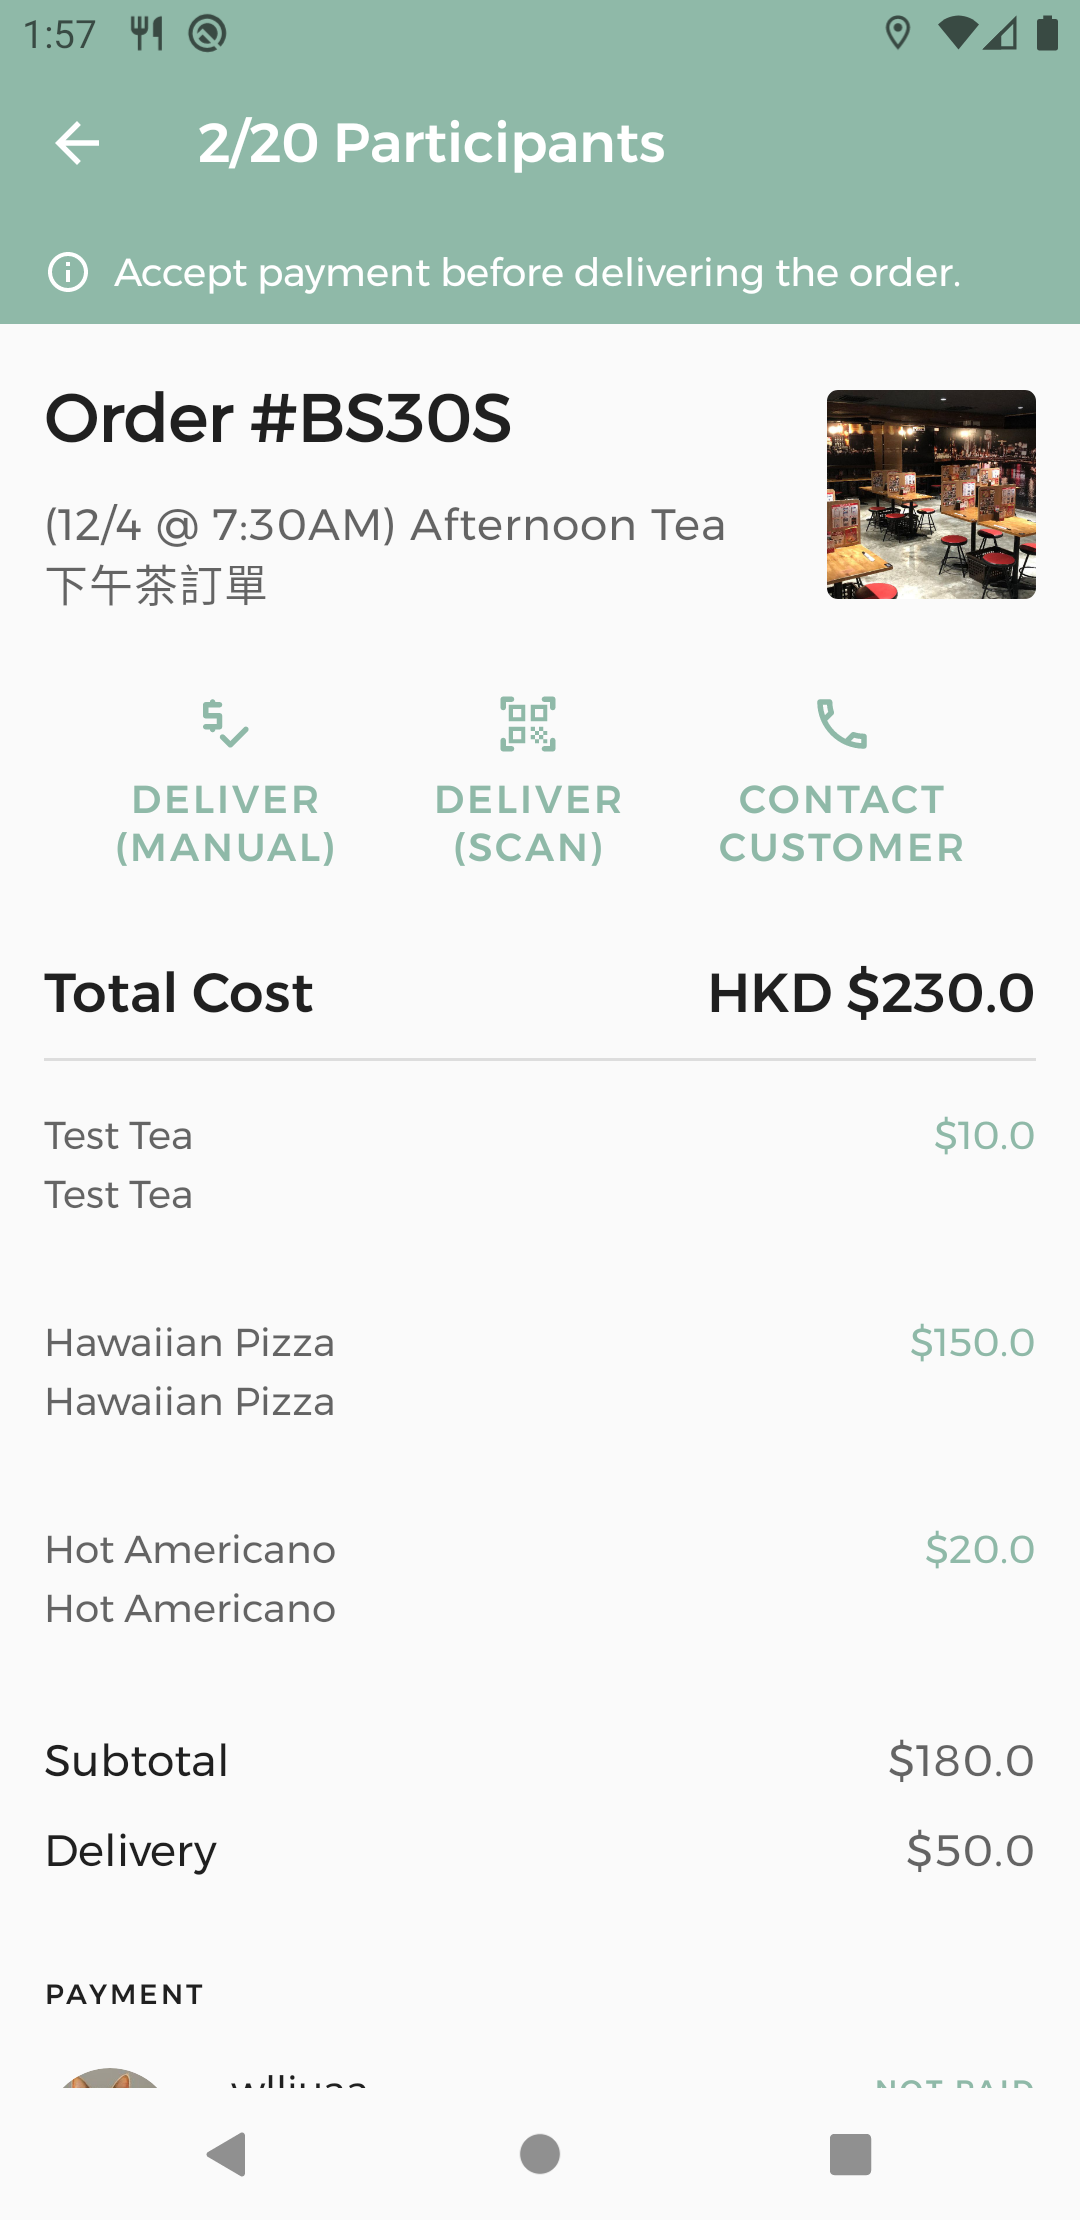 1:57
2/20 Participants
Accept payment before delivering the order.
Order #BS30S
(12/4 @ 7:30AM) Afternoon Tea
下午茶訂單
DELIVER
(MANUAL)
DELIVER
(SCAN)
CONTACT
CUSTOMER
Total Cost HKD $230.0
Test Tea $10.0
Test Tea
Hawaiian Pizza $150.0
Hawaiian Pizza
Hot Americano $20.0
Hot Americano
Subtotal $180.0
Delivery $50.0
PAYMENT
NOT PAID